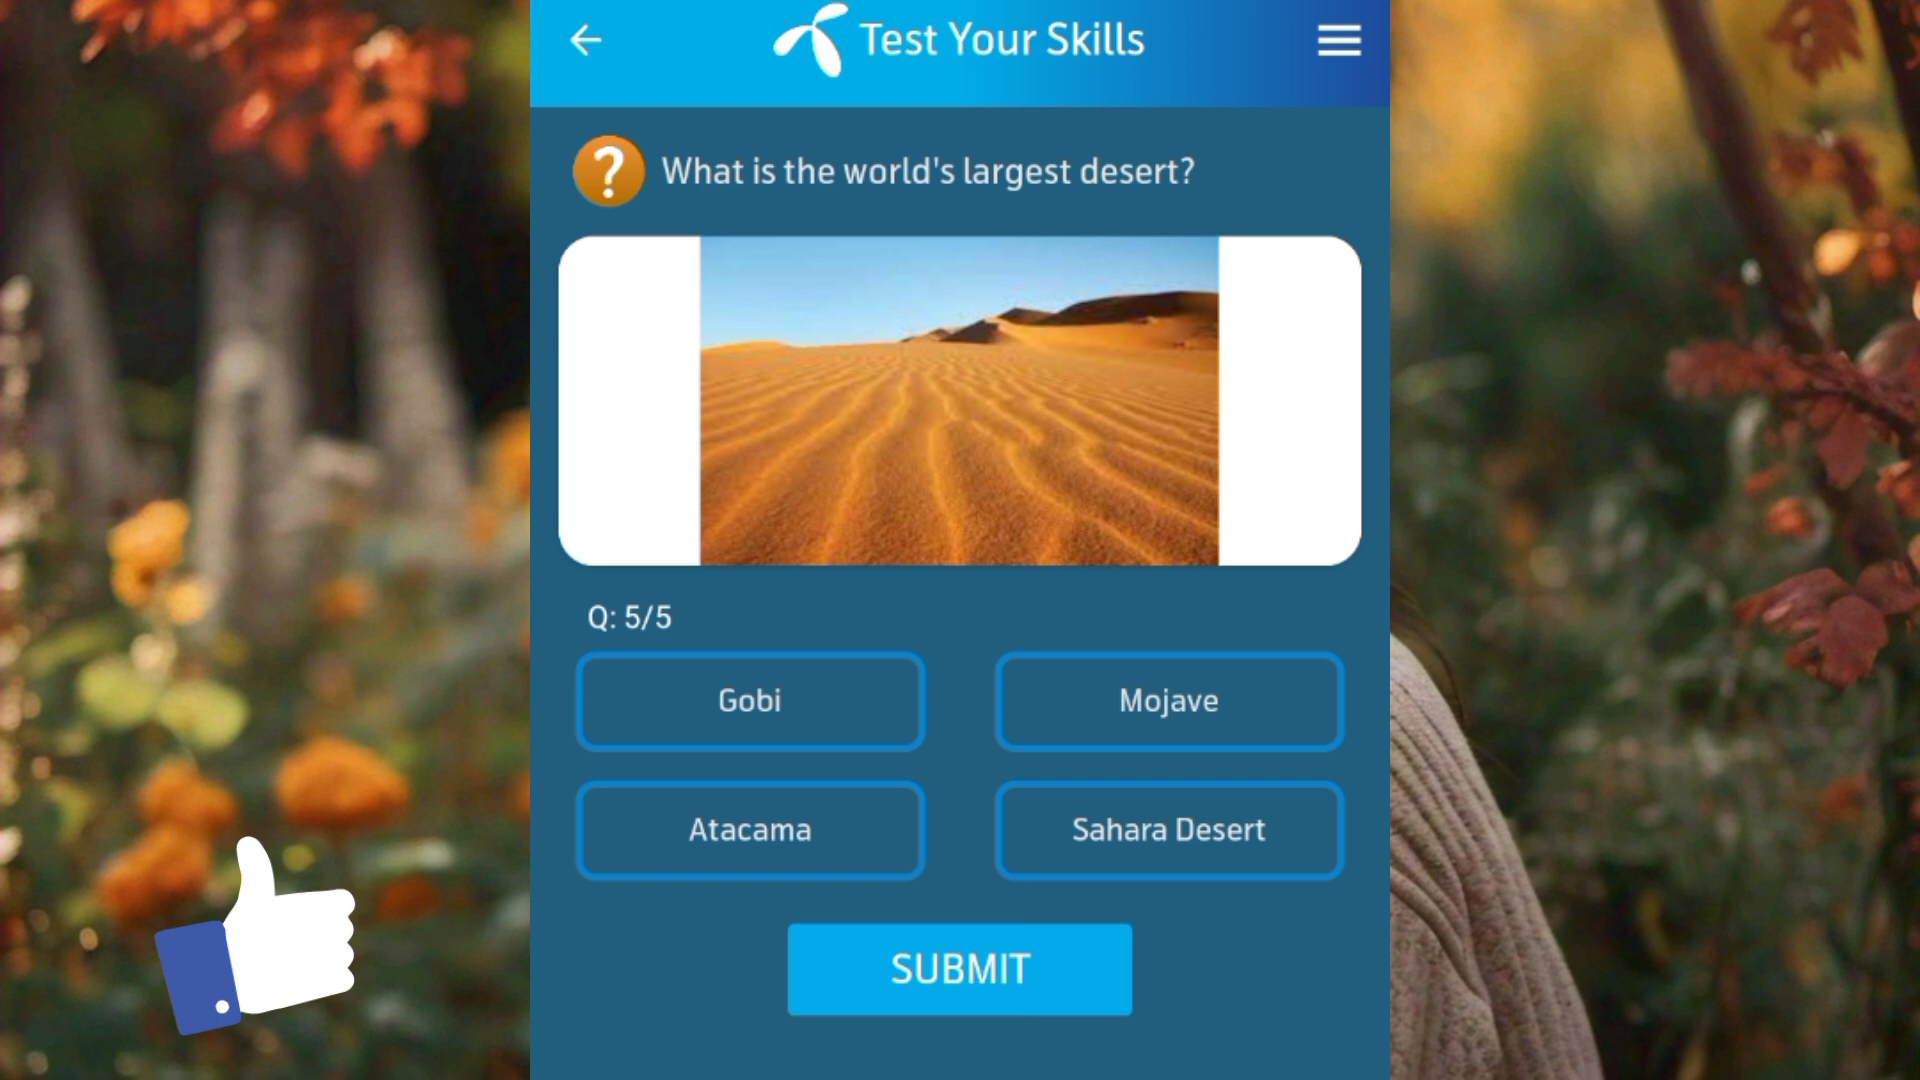 Test Your Skills
? What is the world's largest desert?
Q: 5/5
Gobi
Mojave
Atacama
Sahara Desert
SUBMIT